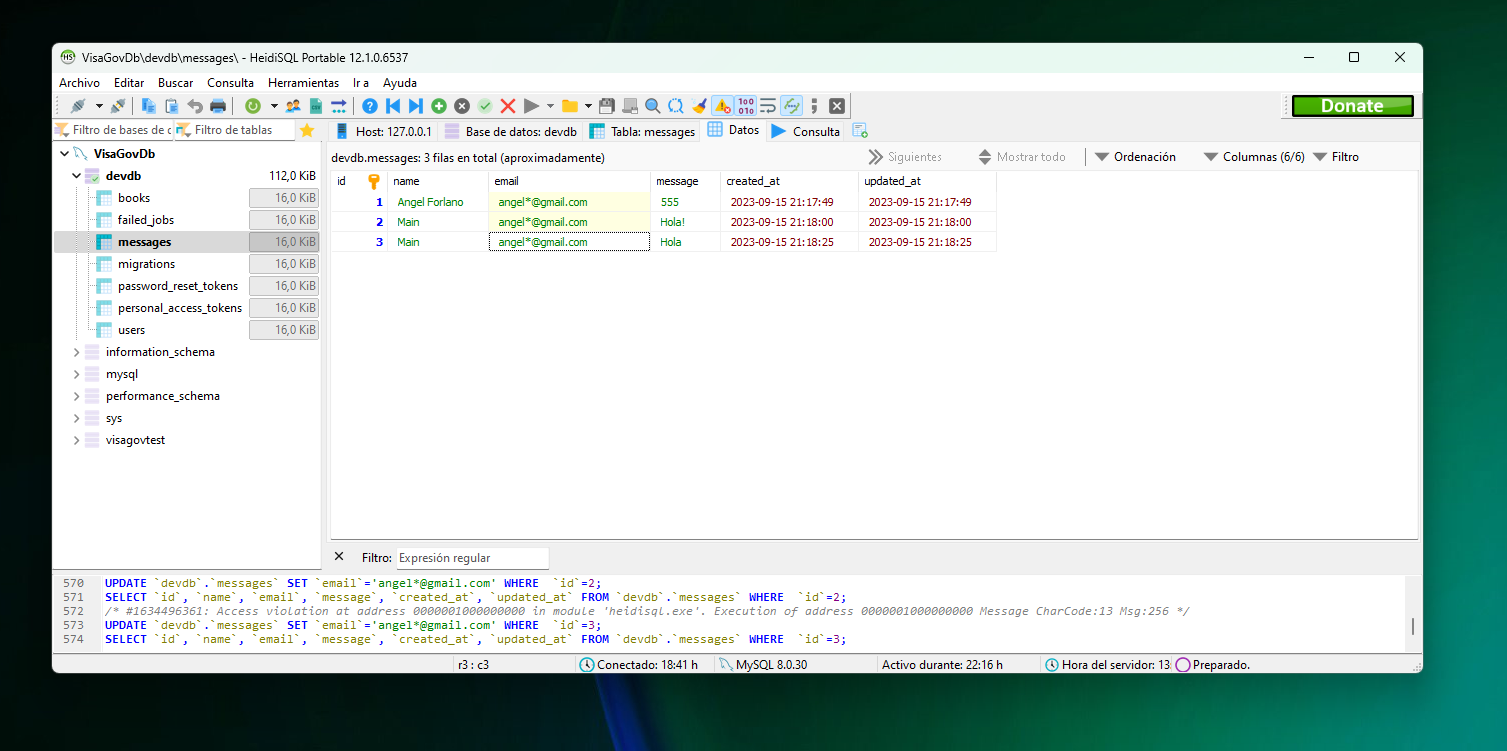 VisaGovDb\devdb\messages\ - HeidiSQL Portable 12.1.0.6537
Archivo Editar Buscar Consulta Herramientas Ir a Ayuda
Donate
Filtro de bases de d Filtro de tablas
Host: 127.0.0.1 Base de datos: devdb Tabla: messages Datos Consulta
VisaGovDb
devdb 112,0 KiB
books 16,0 KiB
failed_jobs 16,0 KiB
messages 16,0 KiB
migrations 16,0 KiB
password_reset_tokens 16,0 KiB
personal_access_tokens 16,0 KiB
users 16,0 KiB
information_schema
mysql
performance_schema
sys
visagovtest
devdb.messages: 3 filas en total (aproximadamente) Siguientes Mostrar todo Ordenación Columnas (6/6) Filtro
id name email message created_at updated_at
1 Angel Forlano angel*@gmail.com 555 2023-09-15 21:17:49 2023-09-15 21:17:49
2 Main angel*@gmail.com Hola! 2023-09-15 21:18:00 2023-09-15 21:18:00
3 Main angel*@gmail.com Hola 2023-09-15 21:18:25 2023-09-15 21:18:25
Filtro: Expresión regular
570 UPDATE `devdb`.`messages` SET `email`='angel*@gmail.com' WHERE  `id`=2;
571 SELECT `id`, `name`, `email`, `message`, `created_at`, `updated_at` FROM `devdb`.`messages` WHERE  `id`=2;
572 /* #1634496361: Access violation at address 0000001000000000 in module 'heidisql.exe'. Execution of address 0000001000000000 Message CharCode:13 Msg:256 */
573 UPDATE `devdb`.`messages` SET `email`='angel*@gmail.com' WHERE  `id`=3;
574 SELECT `id`, `name`, `email`, `message`, `created_at`, `updated_at` FROM `devdb`.`messages` WHERE  `id`=3;
r3 : c3 Conectado: 18:41 h MySQL 8.0.30 Activo durante: 22:16 h Hora del servidor: 13 Preparado.